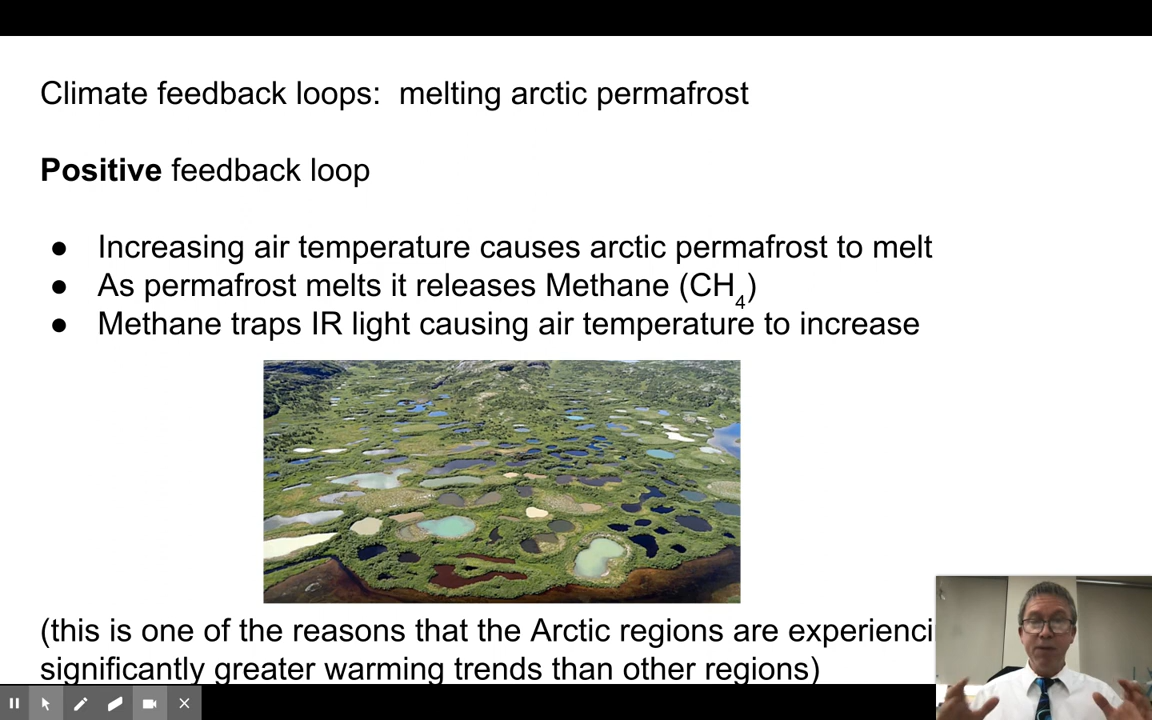 Climate feedback loops: melting arctic permafrost
Positive feedback loop
● Increasing air temperature causes arctic permafrost to melt
● As permafrost melts it releases Methane (CH₄)
● Methane traps IR light causing air temperature to increase
(this is one of the reasons that the Arctic regions are experienci
significantly greater warming trends than other regions)